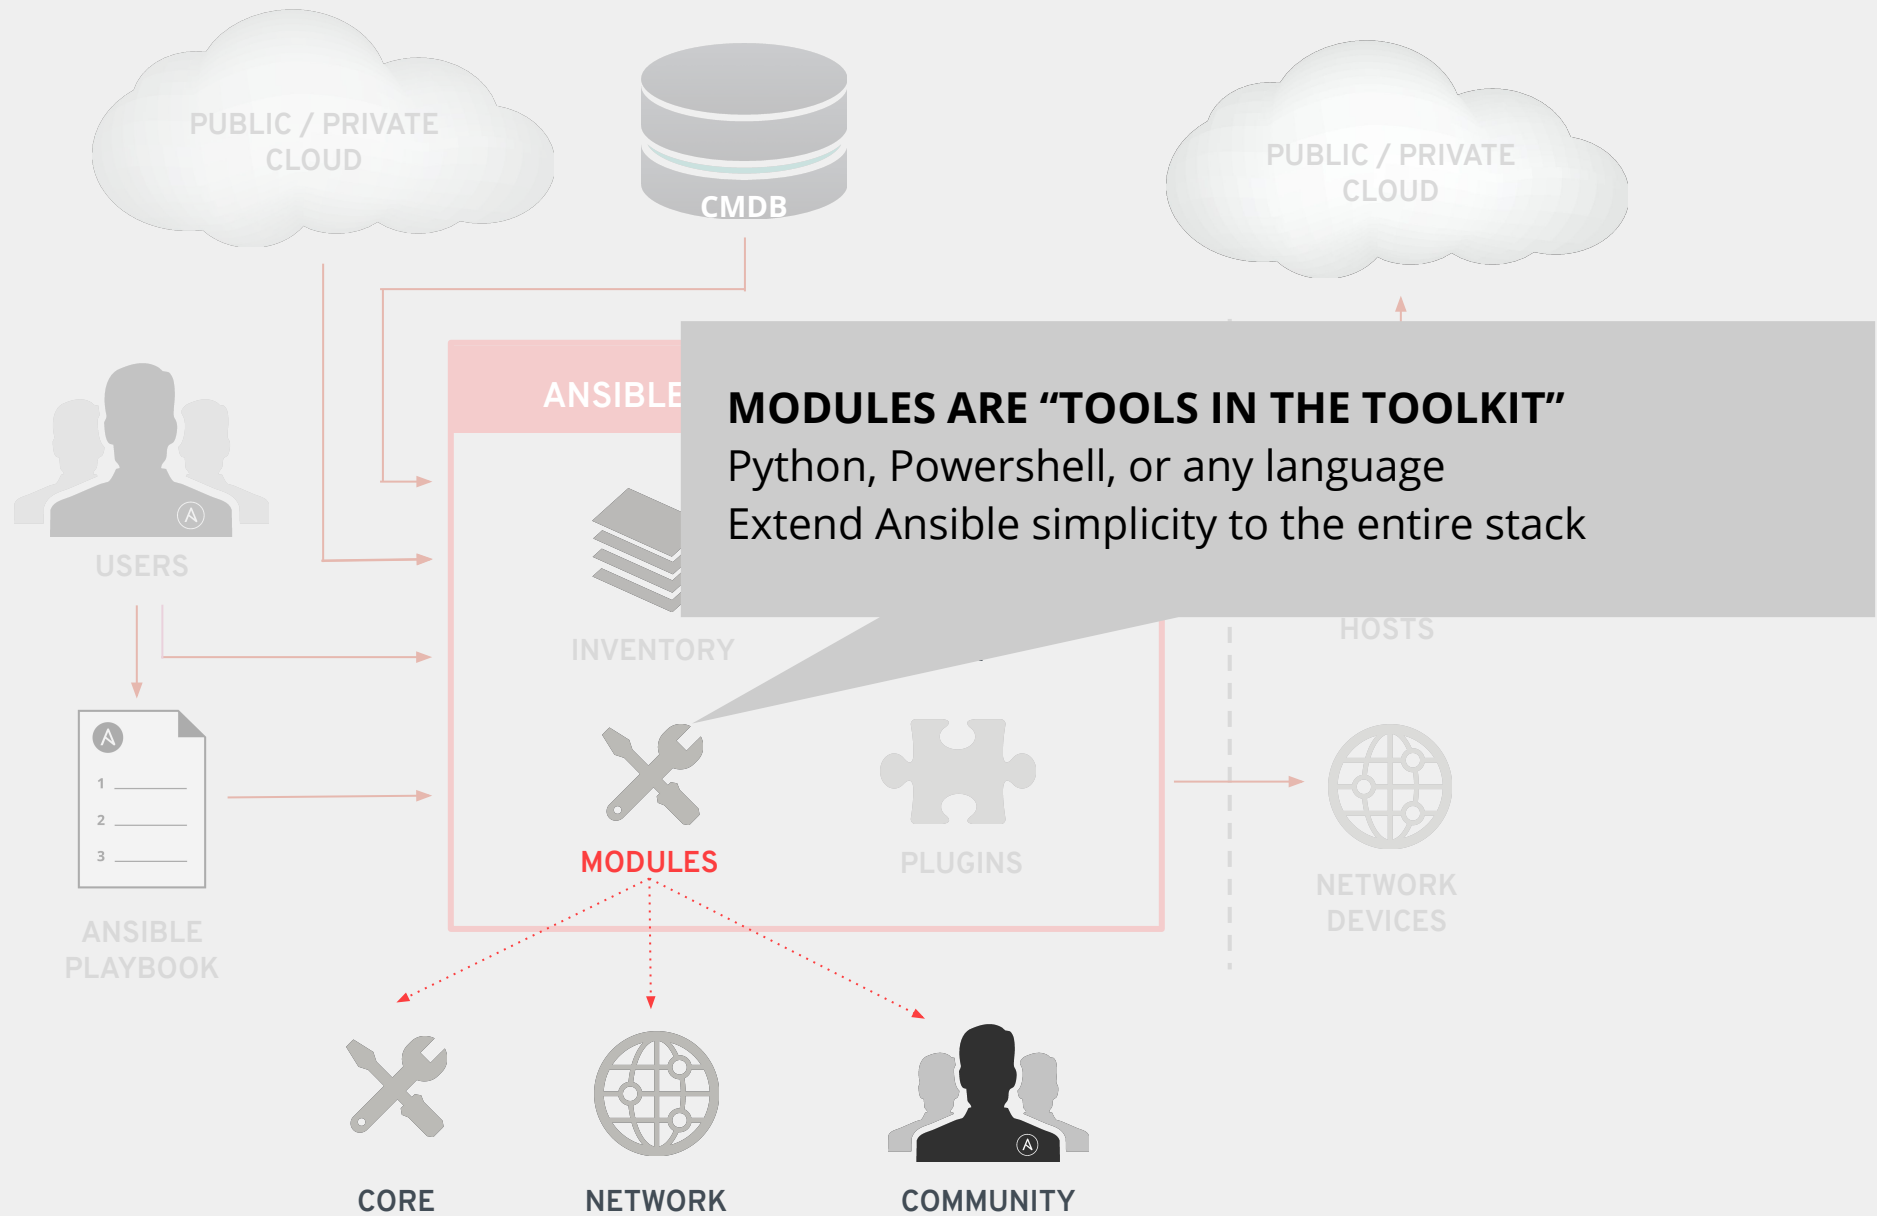 PUBLIC / PRIVATE
CLOUD
CMDB
PUBLIC / PRIVATE
CLOUD
USERS
ANSIBLE
MODULES ARE “TOOLS IN THE TOOLKIT”
Python, Powershell, or any language
Extend Ansible simplicity to the entire stack
INVENTORY
HOSTS
1
2
3
ANSIBLE
PLAYBOOK
MODULES
PLUGINS
NETWORK
DEVICES
CORE
NETWORK
COMMUNITY